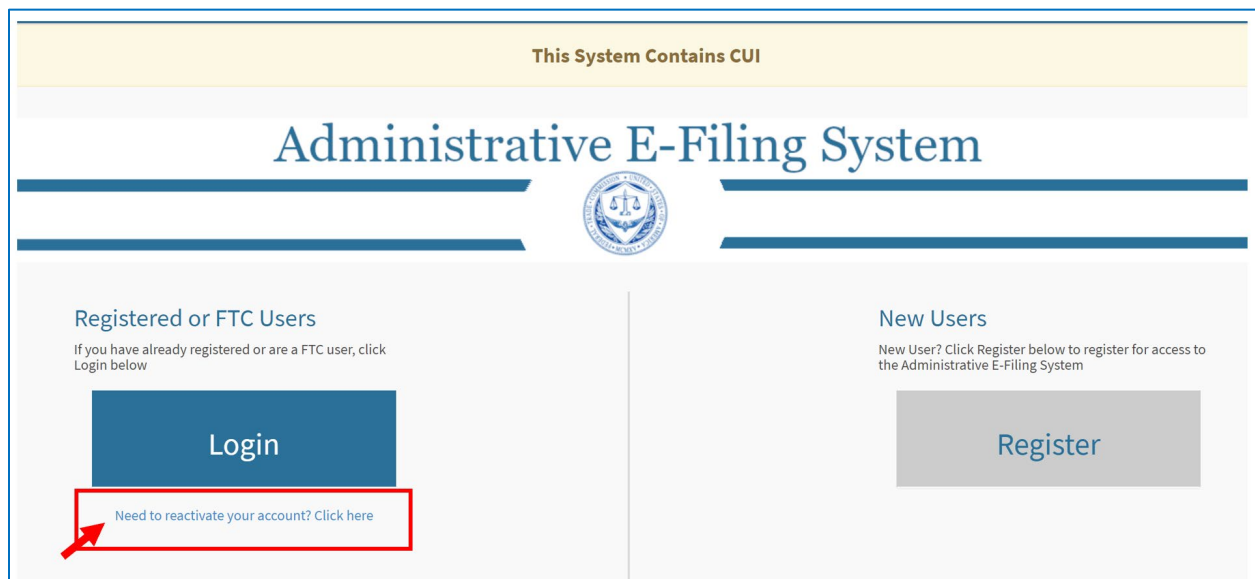 This System Contains CUI
Administrative E-Filing System
Registered or FTC Users
If you have already registered or are a FTC user, click
Login below
Login
Need to reactivate your account? Click here
New Users
New User? Click Register below to register for access to
the Administrative E-Filing System
Register